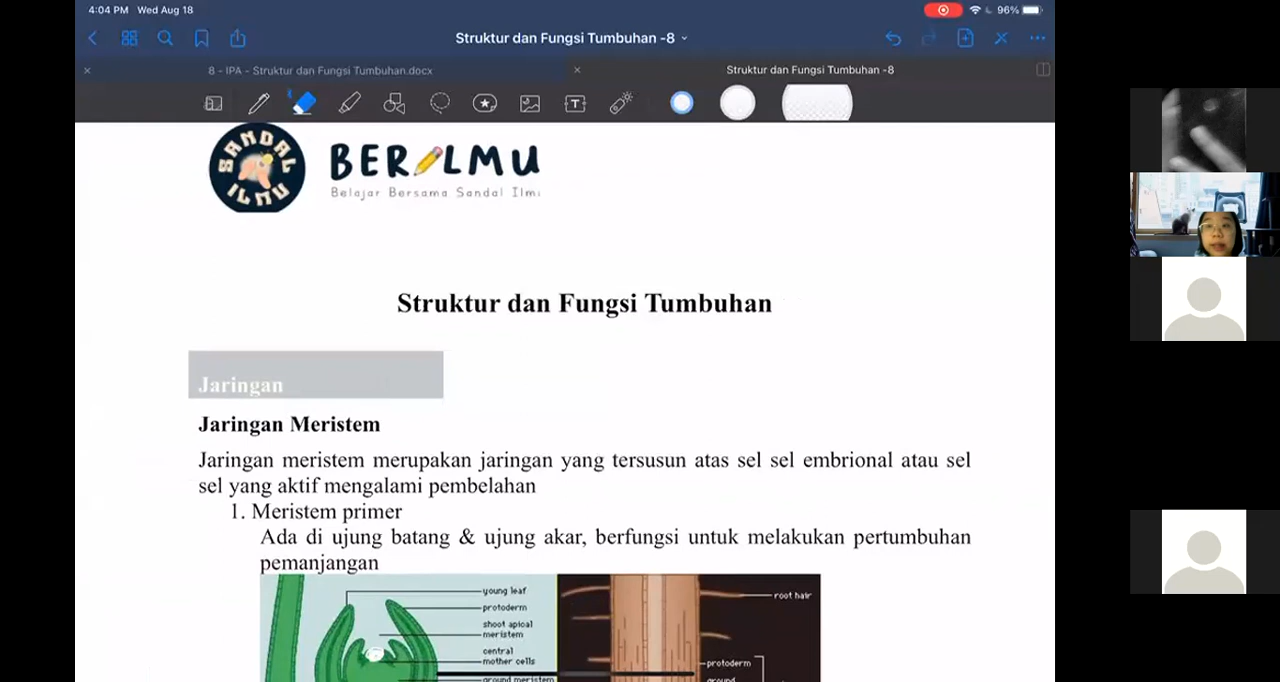 4:04 PM Wed Aug 18
96%
Struktur dan Fungsi Tumbuhan -8
8 - IPA - Struktur dan Fungsi Tumbuhan.docx
Struktur dan Fungsi Tumbuhan -8
SANDAL ILMU
BERILMU
Belajar Bersama Sandal Ilmu
Struktur dan Fungsi Tumbuhan
Jaringan
Jaringan Meristem
Jaringan meristem merupakan jaringan yang tersusun atas sel sel embrional atau sel
sel yang aktif mengalami pembelahan
1. Meristem primer
Ada di ujung batang & ujung akar, berfungsi untuk melakukan pertumbuhan
pemanjangan
young leaf
protoderm
shoot apical
meristem
central
mother cells
ground meristem
root hair
protoderm
ground